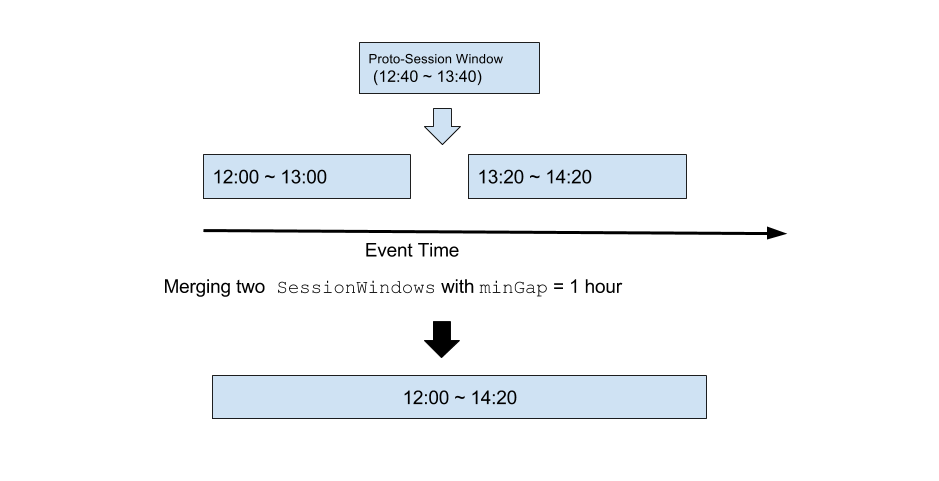 Proto-Session Window
(12:40 ~ 13:40)
12:00 ~ 13:00
13:20 ~ 14:20
Event Time
Merging two SessionWindows with minGap = 1 hour
12:00 ~ 14:20